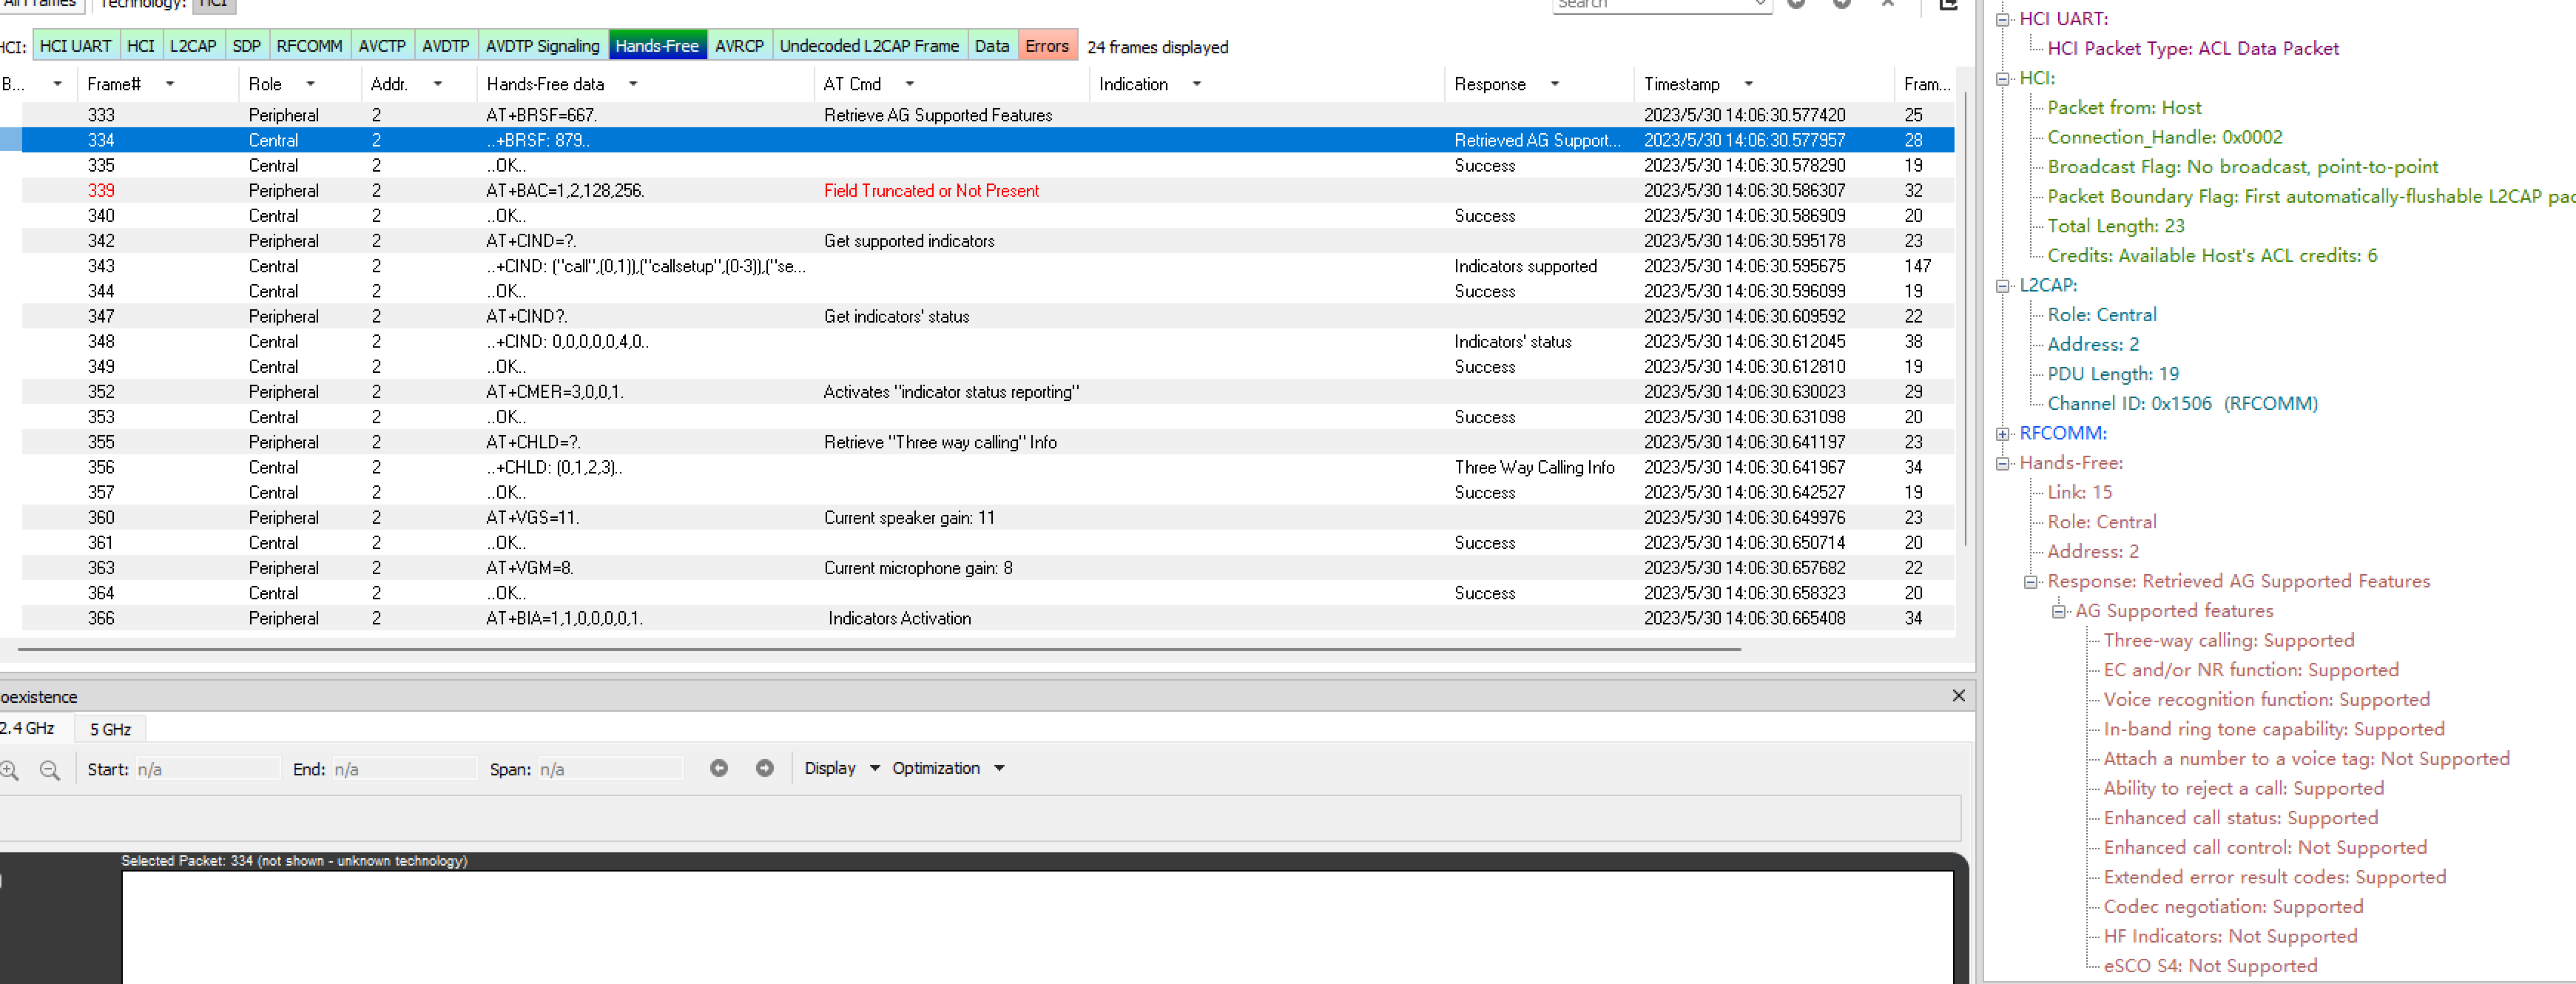 All Frames Technology: HCI Search
HCI: HCI UART HCI L2CAP SDP RFCOMM AVCTP AVDTP AVDTP Signaling Hands-Free AVRCP Undecoded L2CAP Frame Data Errors 24 frames displayed
B... Frame# Role Addr. Hands-Free data AT Cmd Indication Response Timestamp Fram...
333 Peripheral 2 AT+BRSF=667. Retrieve AG Supported Features 2023/5/30 14:06:30.577420 25
334 Central 2 ..+BRSF: 879.. Retrieved AG Support... 2023/5/30 14:06:30.577957 28
335 Central 2 ..OK.. Success 2023/5/30 14:06:30.578290 19
339 Peripheral 2 AT+BAC=1,2,128,256. Field Truncated or Not Present 2023/5/30 14:06:30.586307 32
340 Central 2 ..OK.. Success 2023/5/30 14:06:30.586909 20
342 Peripheral 2 AT+CIND=?. Get supported indicators 2023/5/30 14:06:30.595178 23
343 Central 2 ..+CIND: ("call",(0,1)),("callsetup",(0-3)),("se... Indicators supported 2023/5/30 14:06:30.595675 147
344 Central 2 ..OK.. Success 2023/5/30 14:06:30.596099 19
347 Peripheral 2 AT+CIND?. Get indicators' status 2023/5/30 14:06:30.609592 22
348 Central 2 ..+CIND: 0,0,0,0,0,4,0.. Indicators' status 2023/5/30 14:06:30.612045 38
349 Central 2 ..OK.. Success 2023/5/30 14:06:30.612810 19
352 Peripheral 2 AT+CMER=3,0,0,1. Activates "indicator status reporting" 2023/5/30 14:06:30.630023 29
353 Central 2 ..OK.. Success 2023/5/30 14:06:30.631098 20
355 Peripheral 2 AT+CHLD=?. Retrieve "Three way calling" Info 2023/5/30 14:06:30.641197 23
356 Central 2 ..+CHLD: (0,1,2,3).. Three Way Calling Info 2023/5/30 14:06:30.641967 34
357 Central 2 ..OK.. Success 2023/5/30 14:06:30.642527 19
360 Peripheral 2 AT+VGS=11. Current speaker gain: 11 2023/5/30 14:06:30.649976 23
361 Central 2 ..OK.. Success 2023/5/30 14:06:30.650714 20
363 Peripheral 2 AT+VGM=8. Current microphone gain: 8 2023/5/30 14:06:30.657682 22
364 Central 2 ..OK.. Success 2023/5/30 14:06:30.658323 20
366 Peripheral 2 AT+BIA=1,1,0,0,0,0,1. Indicators Activation 2023/5/30 14:06:30.665408 34
oexistence
2.4 GHz 5 GHz
Start: n/a End: n/a Span: n/a Display Optimization
Selected Packet: 334 (not shown - unknown technology)
HCI UART:
HCI Packet Type: ACL Data Packet
HCI:
Packet from: Host
Connection_Handle: 0x0002
Broadcast Flag: No broadcast, point-to-point
Packet Boundary Flag: First automatically-flushable L2CAP pac
Total Length: 23
Credits: Available Host's ACL credits: 6
L2CAP:
Role: Central
Address: 2
PDU Length: 19
Channel ID: 0x1506 (RFCOMM)
RFCOMM:
Hands-Free:
Link: 15
Role: Central
Address: 2
Response: Retrieved AG Supported Features
AG Supported features
Three-way calling: Supported
EC and/or NR function: Supported
Voice recognition function: Supported
In-band ring tone capability: Supported
Attach a number to a voice tag: Not Supported
Ability to reject a call: Supported
Enhanced call status: Supported
Enhanced call control: Not Supported
Extended error result codes: Supported
Codec negotiation: Supported
HF Indicators: Not Supported
eSCO S4: Not Supported